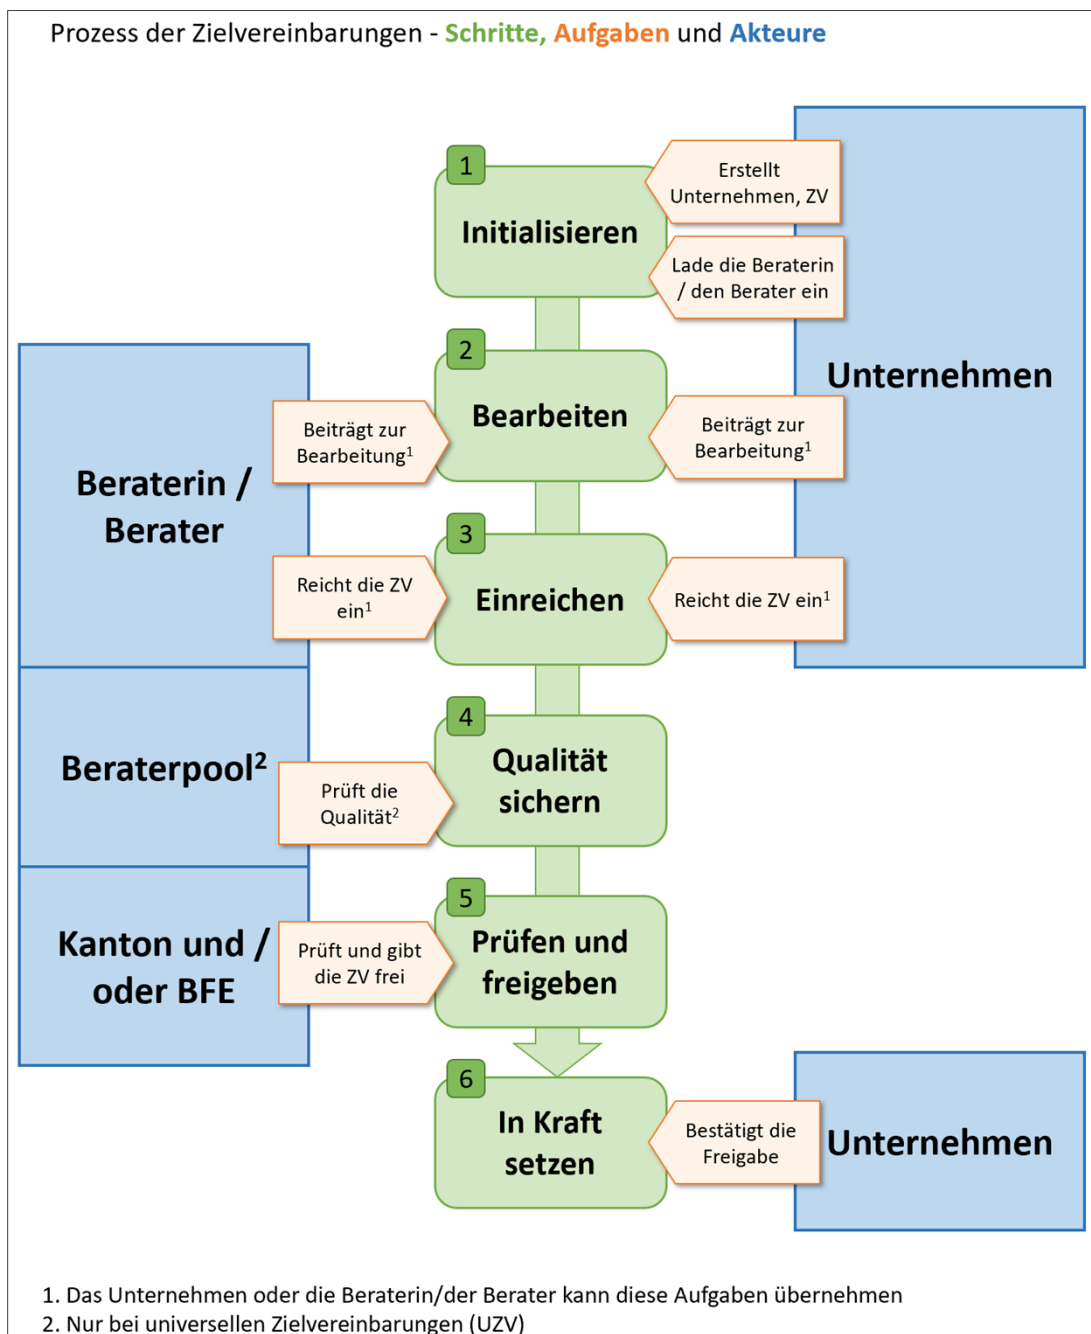 Prozess der Zielvereinbarungen - Schritte, Aufgaben und Akteure
1
Initialisieren
Erstellt
Unternehmen, ZV
Lade die Beraterin
/ den Berater ein
Unternehmen
2
Bearbeiten
Beiträgt zur
Bearbeitung¹
Beiträgt zur
Bearbeitung¹
Beraterin /
Berater
3
Einreichen
Reicht die ZV
ein¹
Reicht die ZV ein¹
4
Qualität
sichern
Beraterpool²
Prüft die
Qualität²
5
Prüfen und
freigeben
Kanton und /
oder BFE
Prüft und gibt
die ZV frei
6
In Kraft
setzen
Bestätigt die
Freigabe
Unternehmen
1. Das Unternehmen oder die Beraterin/der Berater kann diese Aufgaben übernehmen
2. Nur bei universellen Zielvereinbarungen (UZV)